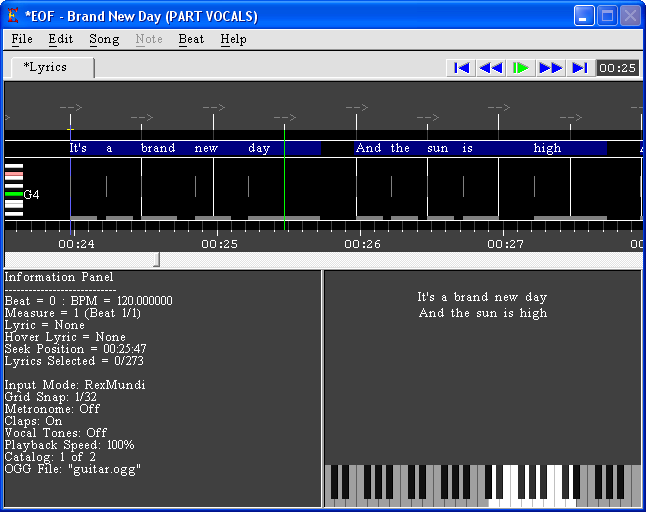 *EOF - Brand New Day (PART VOCALS)
File Edit Song Note Beat Help
*Lyrics
00:25
--> --> --> --> -->
It's a brand new day And the sun is high
G4
00:24 00:25 00:26 00:27
Information Panel
----------------------------
Beat = 0 : BPM = 120.000000
Measure = 1 (Beat 1/1)
Lyric = None
Hover Lyric = None
Seek Position = 00:25:47
Lyrics Selected = 0/273
Input Mode: RexMundi
Grid Snap: 1/32
Metronome: Off
Claps: On
Vocal Tones: Off
Playback Speed: 100%
Catalog: 1 of 2
OGG File: "guitar.ogg"
It's a brand new day
And the sun is high